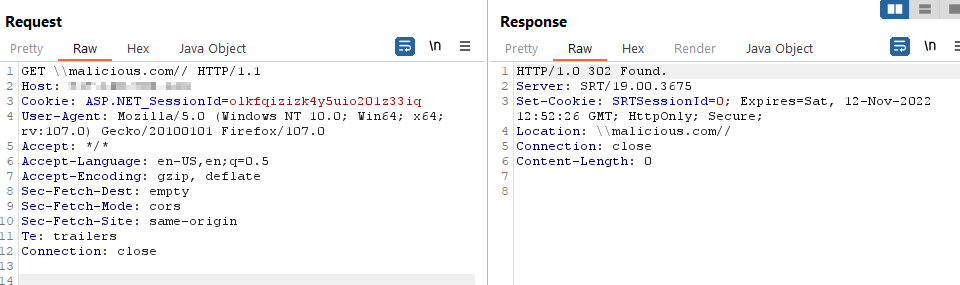 Request
Pretty Raw Hex Java Object \n
1 GET \\malicious.com// HTTP/1.1
2 Host:
3 Cookie: ASP.NET_SessionId=olkfqizizk4y5uio201z33iq
4 User-Agent: Mozilla/5.0 (Windows NT 10.0; Win64; x64;
rv:107.0) Gecko/20100101 Firefox/107.0
5 Accept: */*
6 Accept-Language: en-US,en;q=0.5
7 Accept-Encoding: gzip, deflate
8 Sec-Fetch-Dest: empty
9 Sec-Fetch-Mode: cors
10 Sec-Fetch-Site: same-origin
11 Te: trailers
12 Connection: close
13
14
Response
Pretty Raw Hex Render Java Object \n
1 HTTP/1.0 302 Found.
2 Server: SRT/19.00.3675
3 Set-Cookie: SRTSessionId=0; Expires=Sat, 12-Nov-2022
12:52:26 GMT; HttpOnly; Secure;
4 Location: \\malicious.com//
5 Connection: close
6 Content-Length: 0
7
8